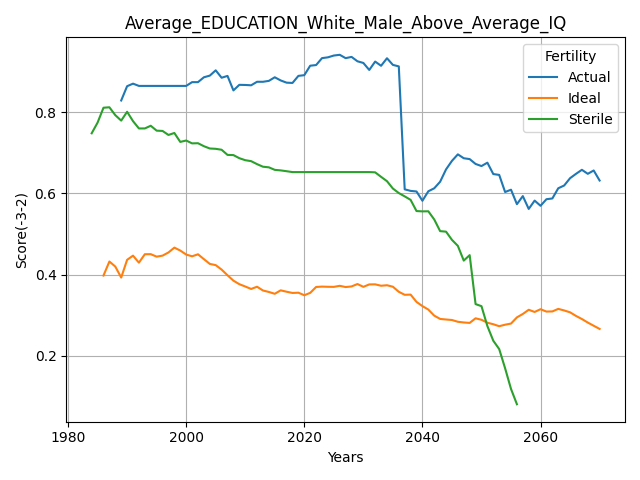 Average_EDUCATION_White_Male_Above_Average_IQ
Fertility
Actual
Ideal
Sterile
Score(-3-2)
0.8
0.6
0.4
0.2
1980
2000
2020
2040
2060
Years